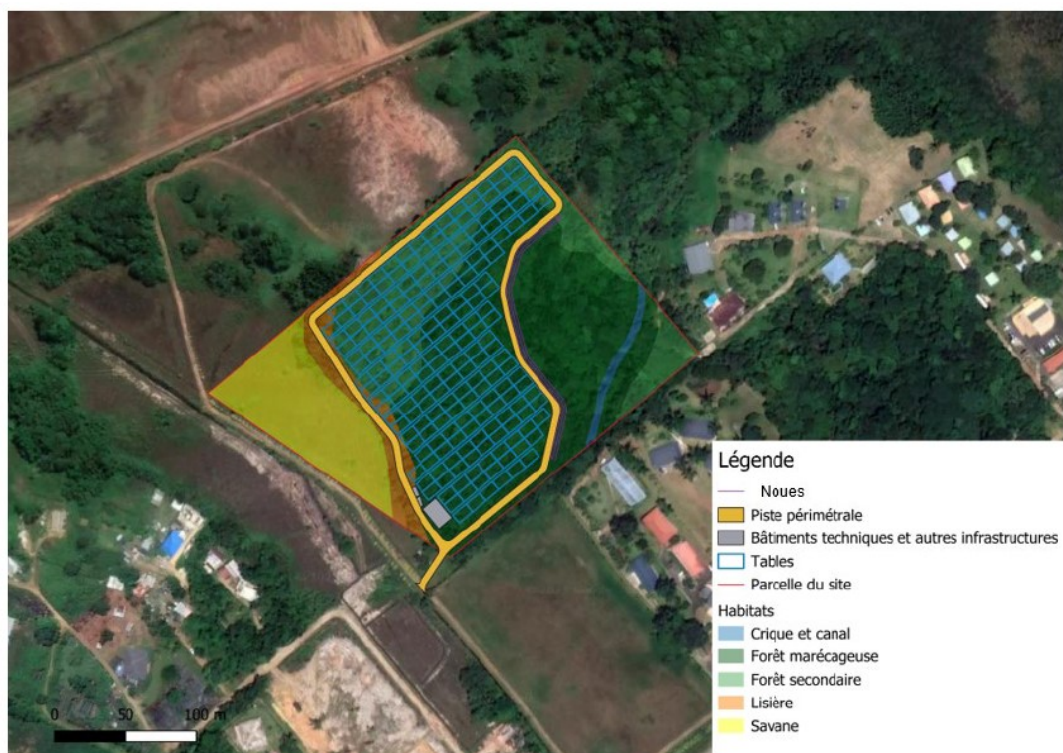 Légende
Noues
Piste périmétrale
Bâtiments techniques et autres infrastructures
Tables
Parcelle du site
Habitats
Crique et canal
Forêt marécageuse
Forêt secondaire
Lisière
Savane
0 50 100 m